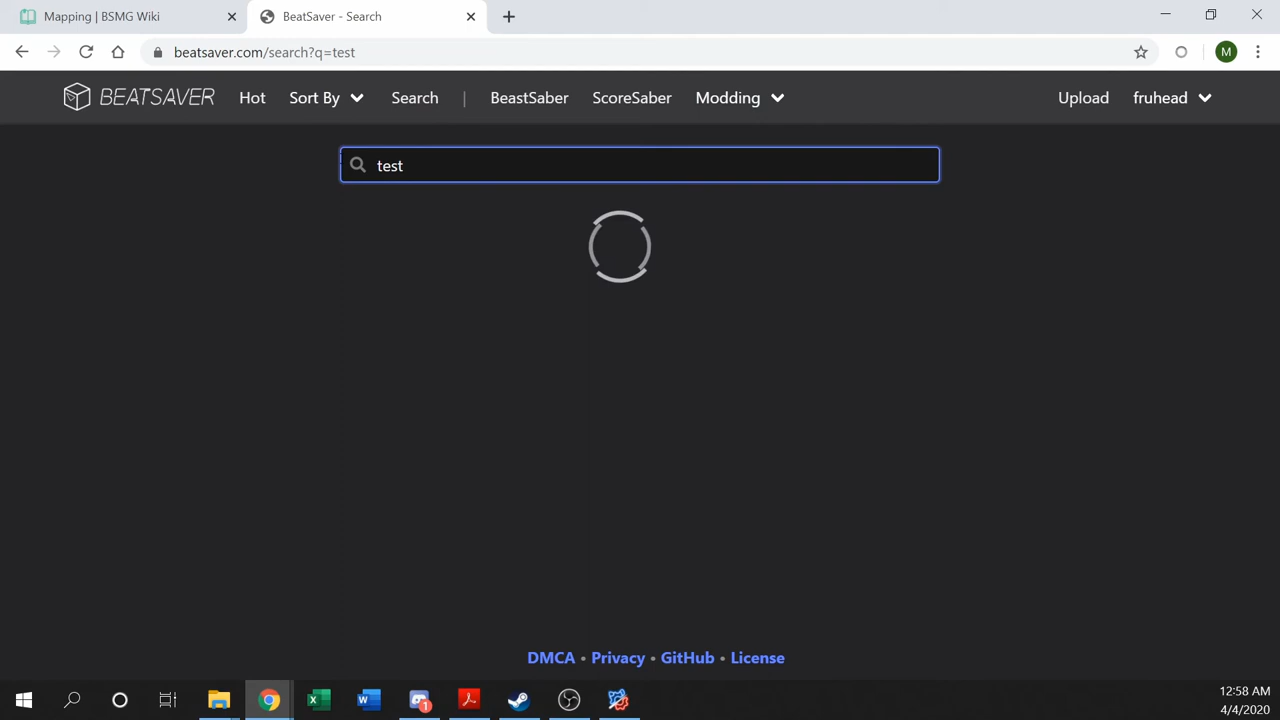 Mapping | BSMG Wiki
BeatSaver - Search
beatsaver.com/search?q=test
M
BEATSAVER
Hot
Sort By
Search
|
BeastSaber
ScoreSaber
Modding
Upload
fruhead
test
DMCA • Privacy • GitHub • License
1
12:58 AM
4/4/2020